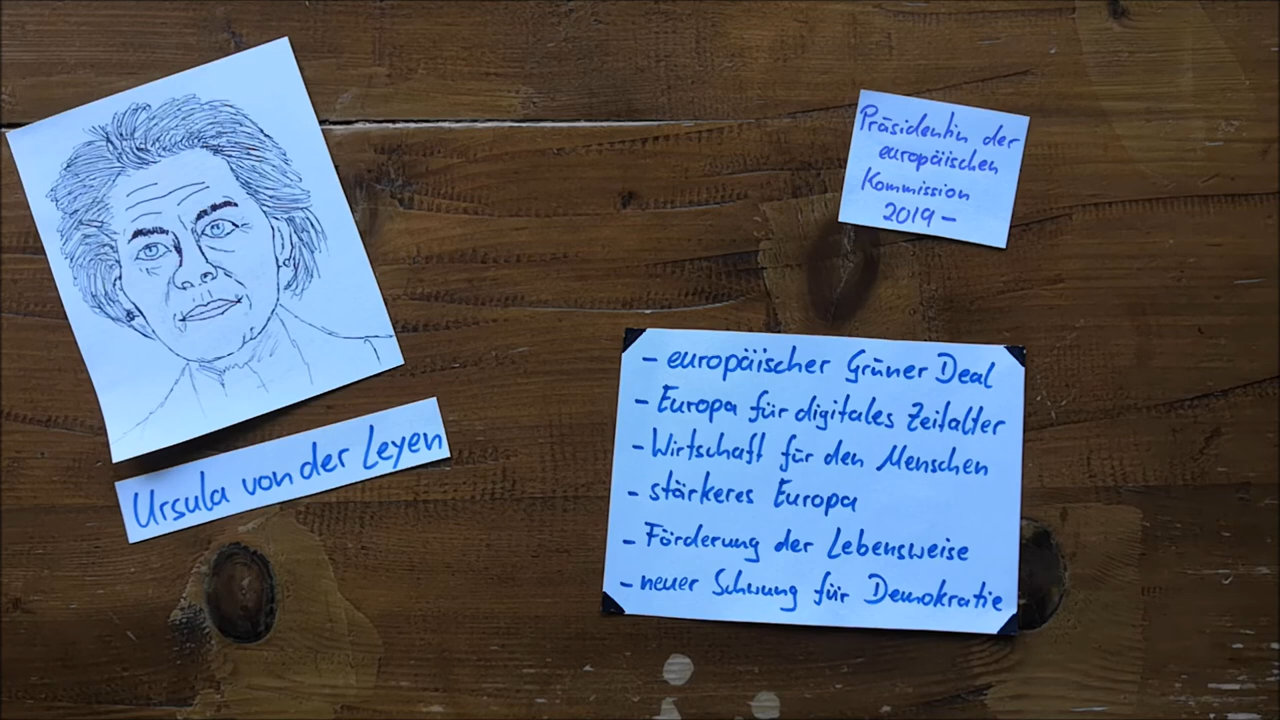 Ursula von der Leyen
Präsidentin der
europäischen
Kommission
2019-
- europäischer Grüner Deal
- Europa für digitales Zeitalter
- Wirtschaft für den Menschen
- stärkeres Europa
- Förderung der Lebensweise
- neuer Schwung für Demokratie